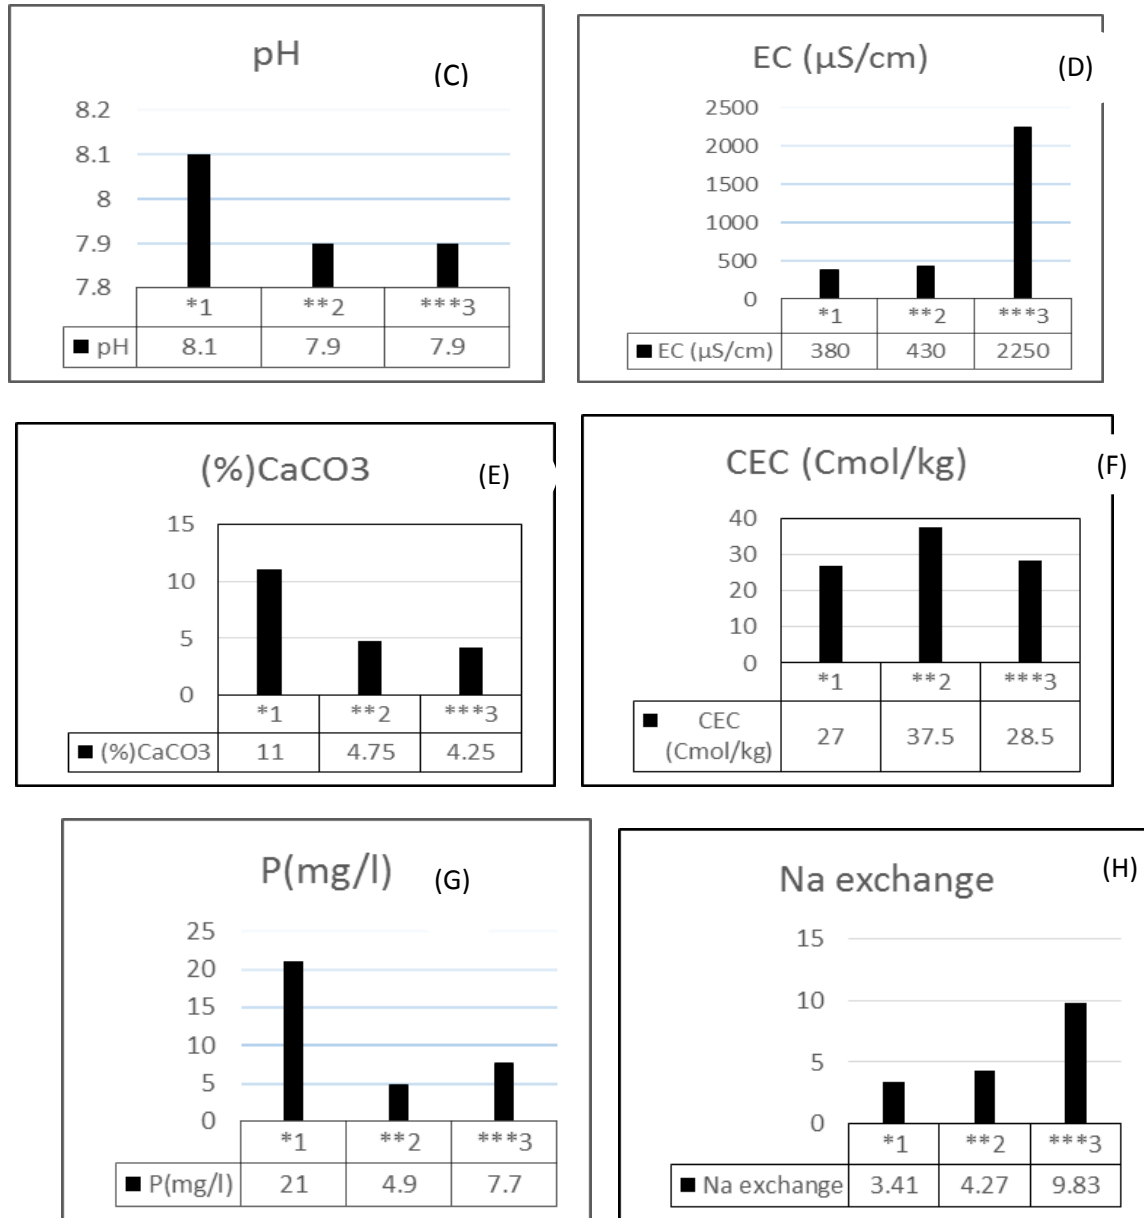 pH
(C)
8.2
8.1
8
7.9
7.8
*1 **2 ***3
pH 8.1 7.9 7.9
EC (µS/cm)
(D)
2500
2000
1500
1000
500
0
*1 **2 ***3
EC (µS/cm) 380 430 2250
(%)CaCO3
(E)
15
10
5
0
*1 **2 ***3
(%)CaCO3 11 4.75 4.25
CEC (Cmol/kg)
(F)
40
30
20
10
0
*1 **2 ***3
CEC
(Cmol/kg) 27 37.5 28.5
P(mg/l)
(G)
25
20
15
10
5
0
*1 **2 ***3
P(mg/l) 21 4.9 7.7
Na exchange
(H)
15
10
5
0
*1 **2 ***3
Na exchange 3.41 4.27 9.83